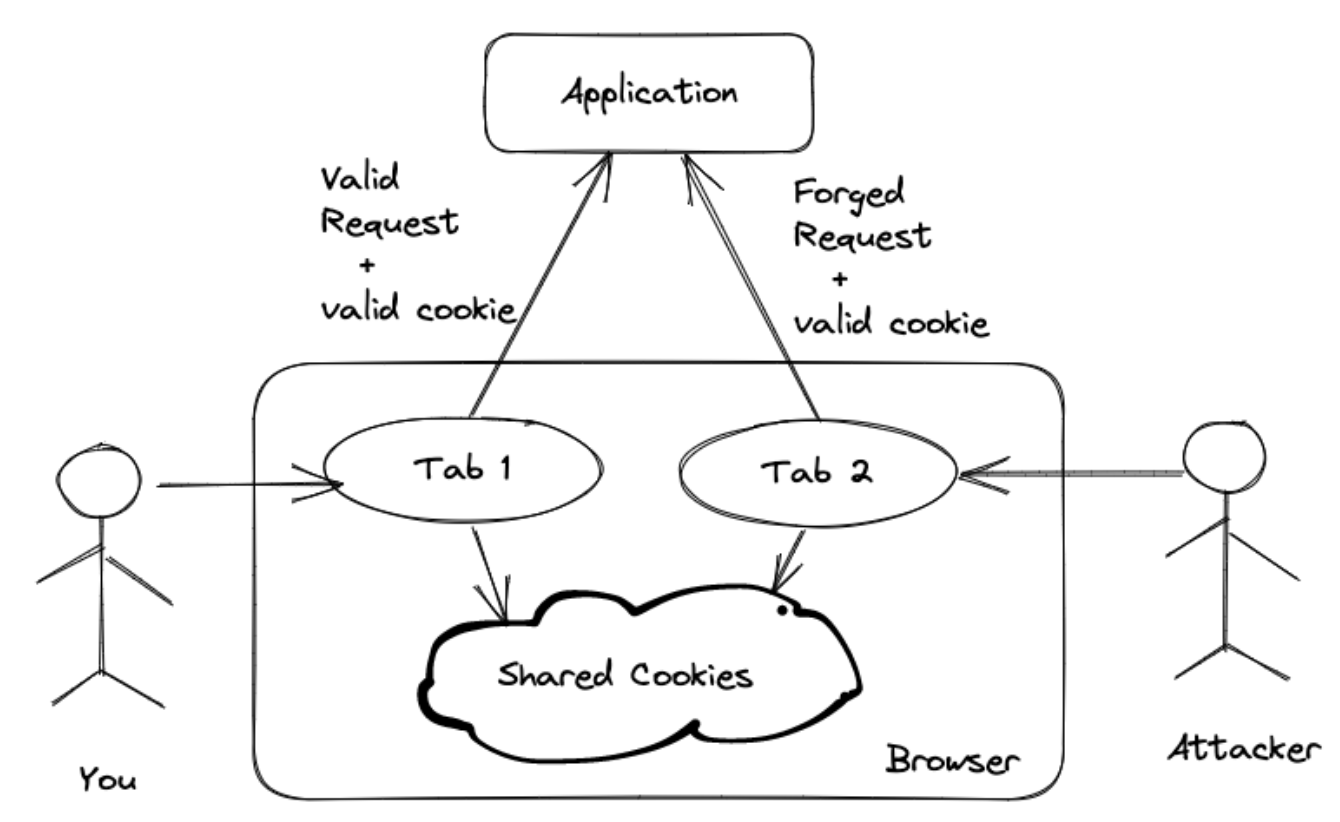 Application
Valid
Request
+
valid cookie
Forged
Request
+
valid cookie
Tab 1
Tab 2
Shared Cookies
You
Browser
Attacker